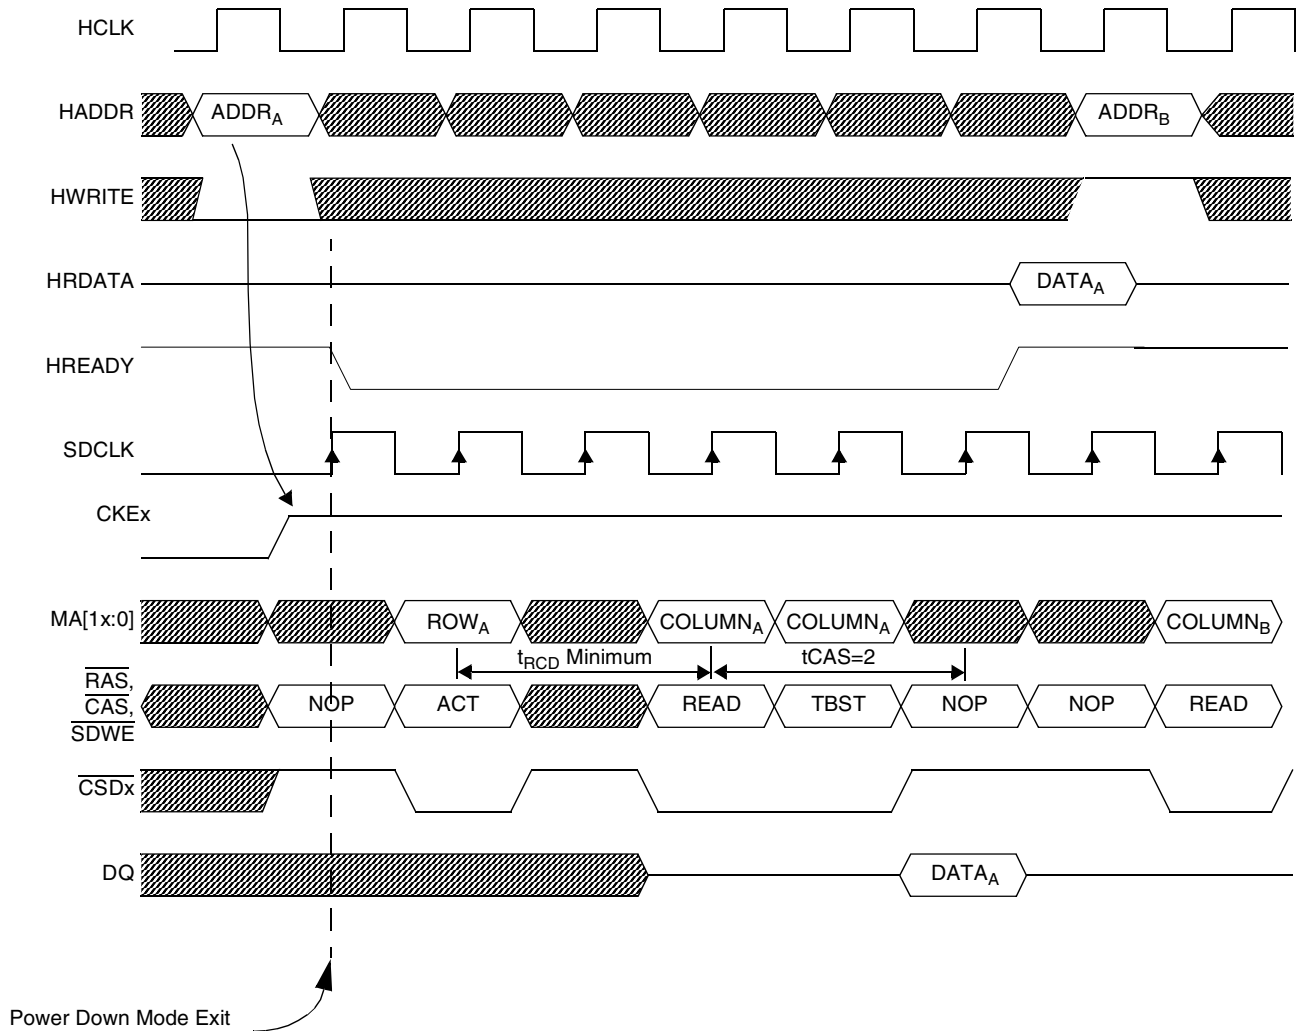 HCLK
HADDR ADDRA ADDRB
HWRITE
HRDATA DATAA
HREADY
SDCLK
CKEx
MA[1x:0] ROWA COLUMNA COLUMNA COLUMNB
tRCD Minimum tCAS=2
RAS,
CAS, NOP ACT READ TBST NOP NOP READ
SDWE
CSDx
DQ DATAA
Power Down Mode Exit